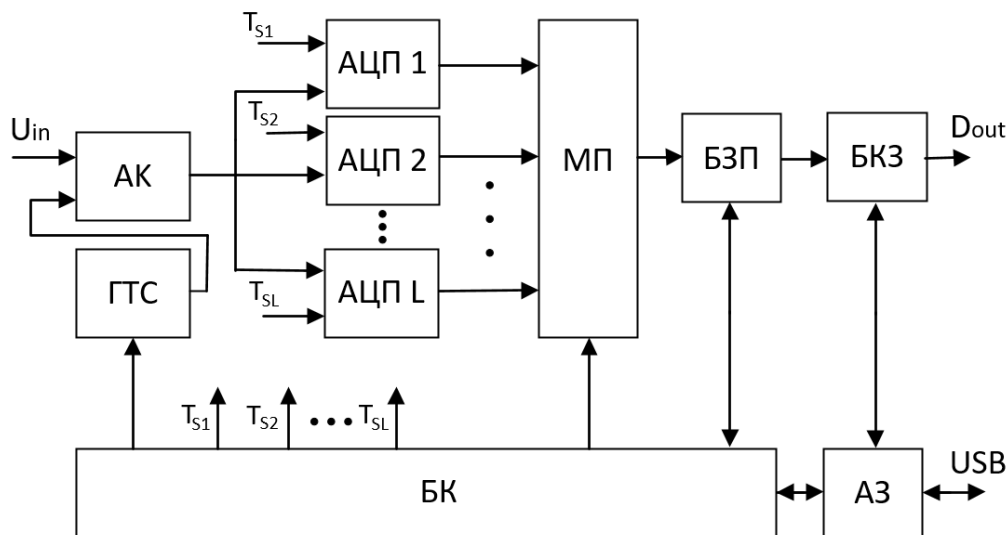 T_S1
АЦП 1
U_in
T_S2
АК
АЦП 2
МП
БЗП
БКЗ
D_out
ГТС
АЦП L
T_SL
T_S1
T_S2
T_SL
БК
АЗ
USB